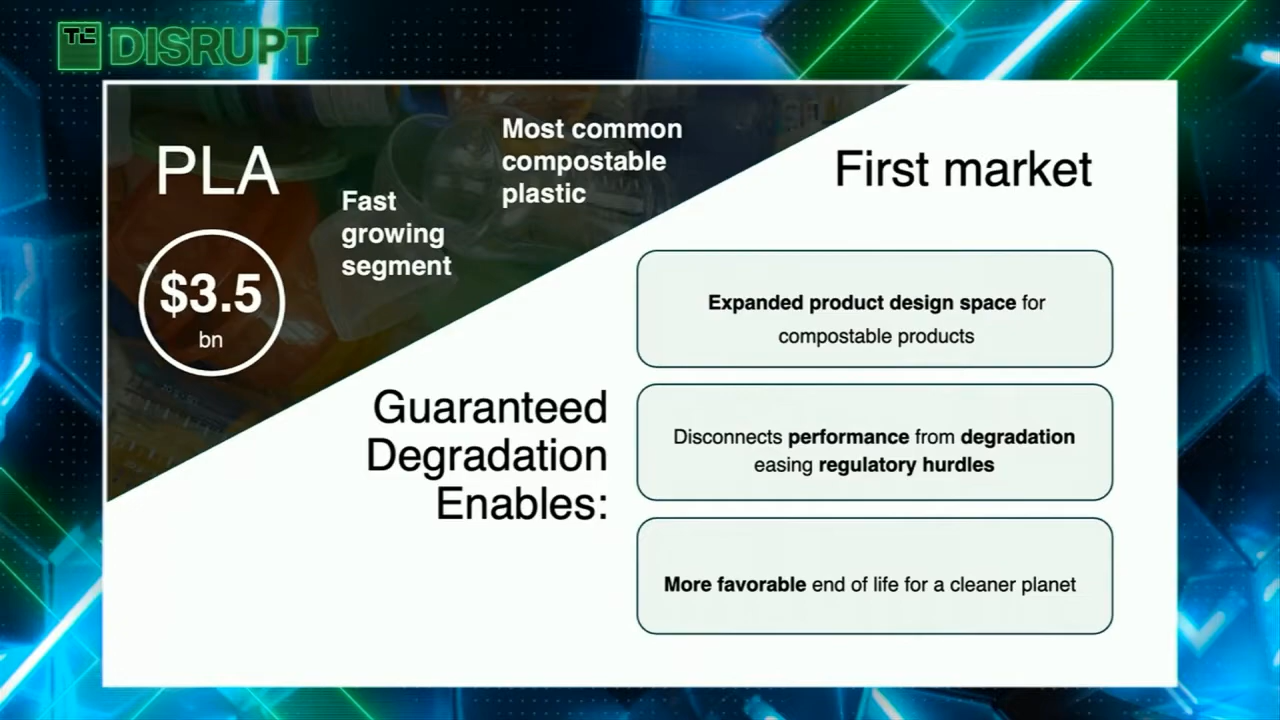 TC DISRUPT
PLA
$3.5
bn
Fast
growing
segment
Most common
compostable
plastic
First market
Guaranteed
Degradation
Enables:
Expanded product design space for
compostable products
Disconnects performance from degradation
easing regulatory hurdles
More favorable end of life for a cleaner planet